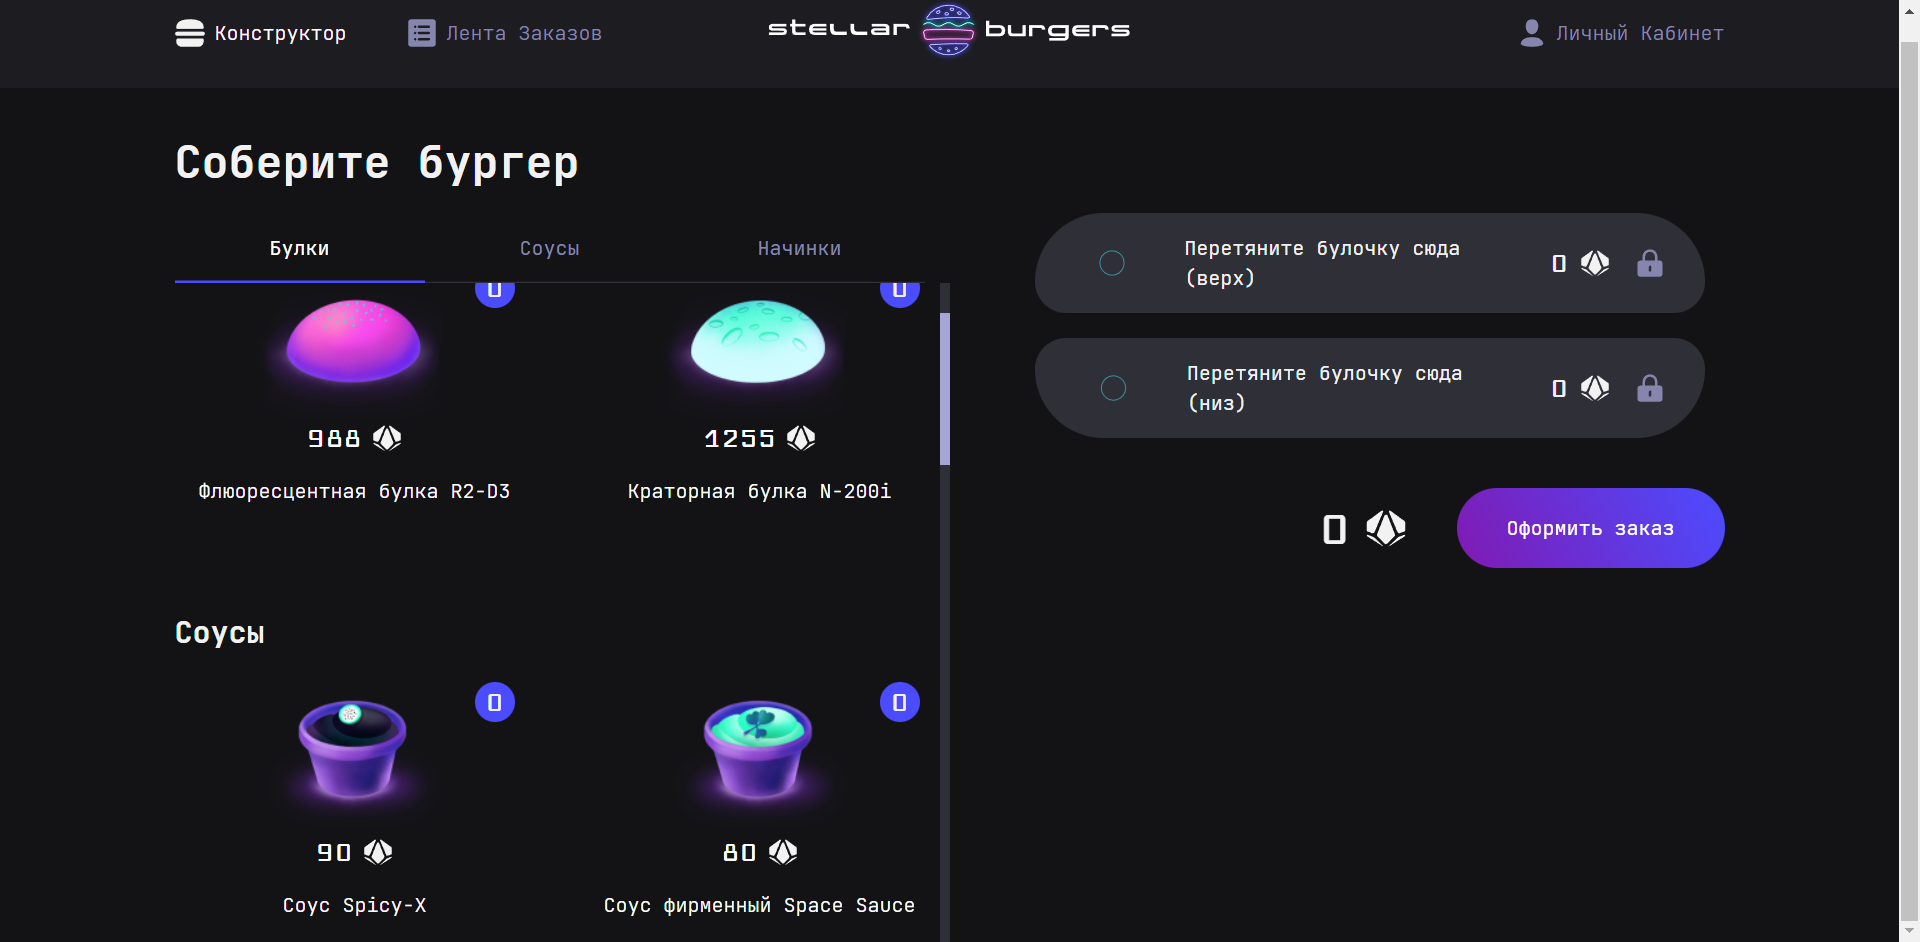 Конструктор
Лента Заказов
stellar burgers
Личный Кабинет
Соберите бургер
Булки
Соусы
Начинки
0
0
988
1255
Флюоресцентная булка R2-D3
Краторная булка N-200i
Соусы
0
0
90
80
Соус Spicy-X
Соус фирменный Space Sauce
Перетяните булочку сюда
(верх)
0
Перетяните булочку сюда
(низ)
0
0
Оформить заказ